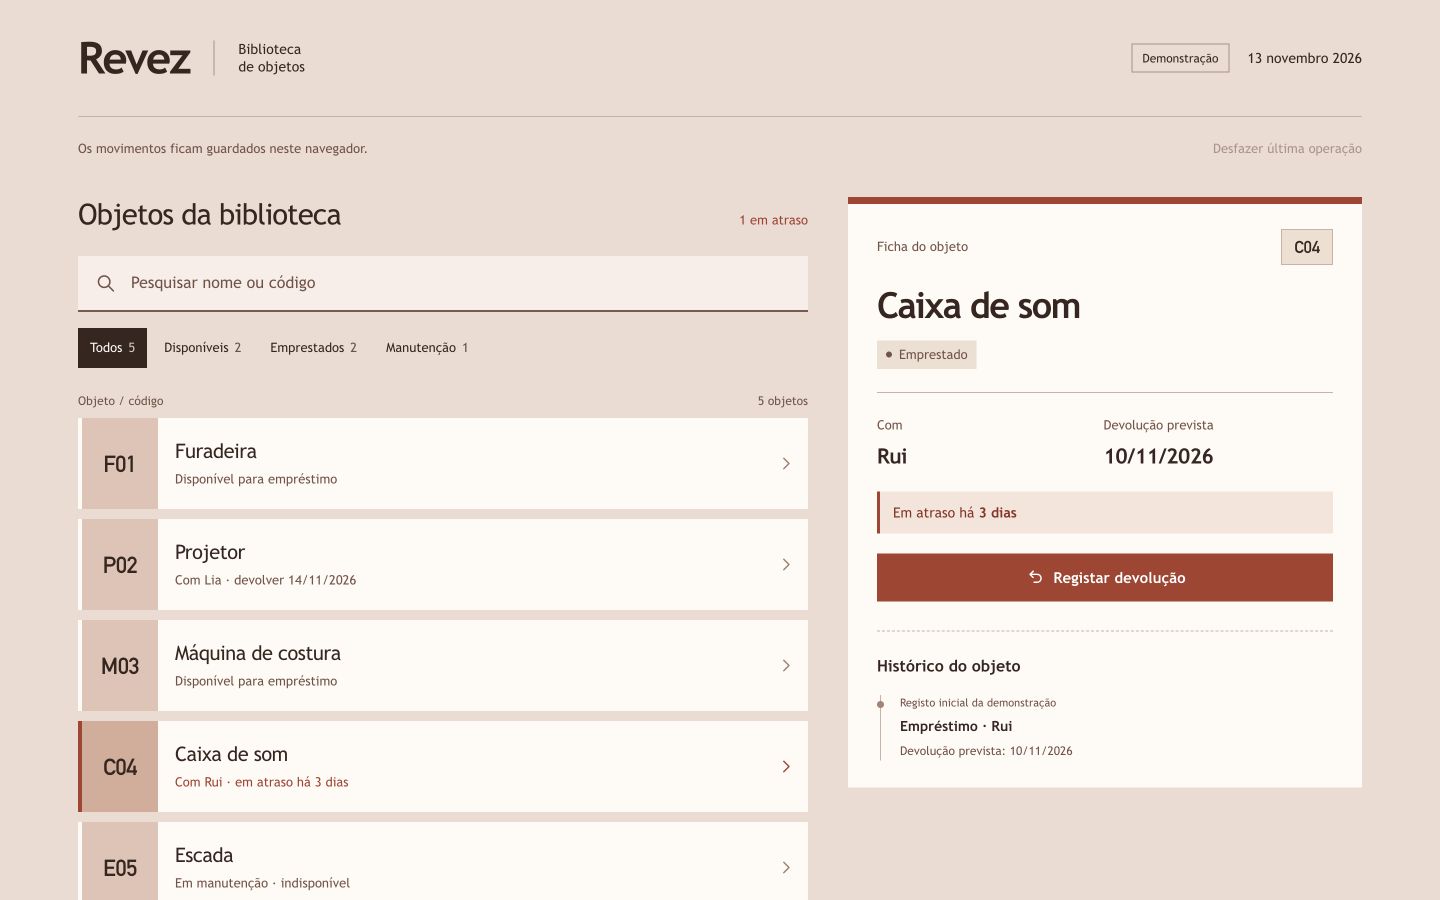 Revez
Biblioteca
de objetos
Demonstração
13 novembro 2026
Os movimentos ficam guardados neste navegador.
Desfazer última operação
Objetos da biblioteca
1 em atraso
Pesquisar nome ou código
Todos 5
Disponíveis 2
Emprestados 2
Manutenção 1
Objeto / código
5 objetos
F01
Furadeira
Disponível para empréstimo
P02
Projetor
Com Lia · devolver 14/11/2026
M03
Máquina de costura
Disponível para empréstimo
C04
Caixa de som
Com Rui · em atraso há 3 dias
E05
Escada
Em manutenção · indisponível
Ficha do objeto
C04
Caixa de som
Emprestado
Com
Rui
Devolução prevista
10/11/2026
Em atraso há 3 dias
Registar devolução
Histórico do objeto
Registo inicial da demonstração
Empréstimo · Rui
Devolução prevista: 10/11/2026